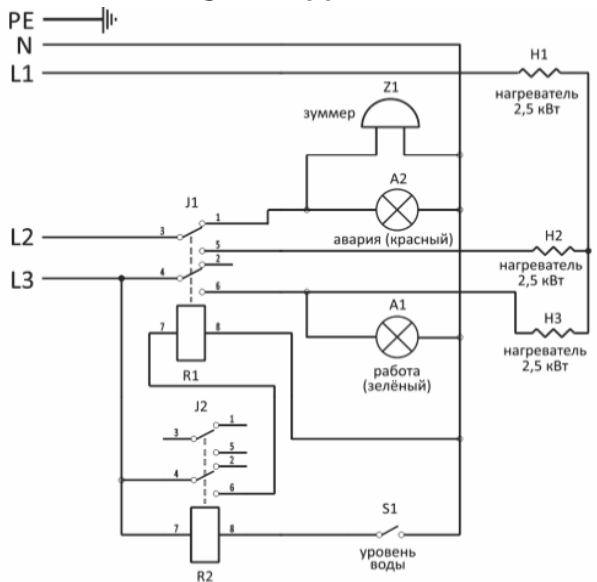 PE
N
L1
H1
нагреватель
2,5 кВт
Z1
зуммер
A2
авария (красный)
J1
L2
3
1
5
2
H2
нагреватель
2,5 кВт
L3
4
6
A1
работа
(зелёный)
H3
нагреватель
2,5 кВт
7
8
R1
J2
3
1
5
2
4
6
7
8
R2
S1
уровень
воды